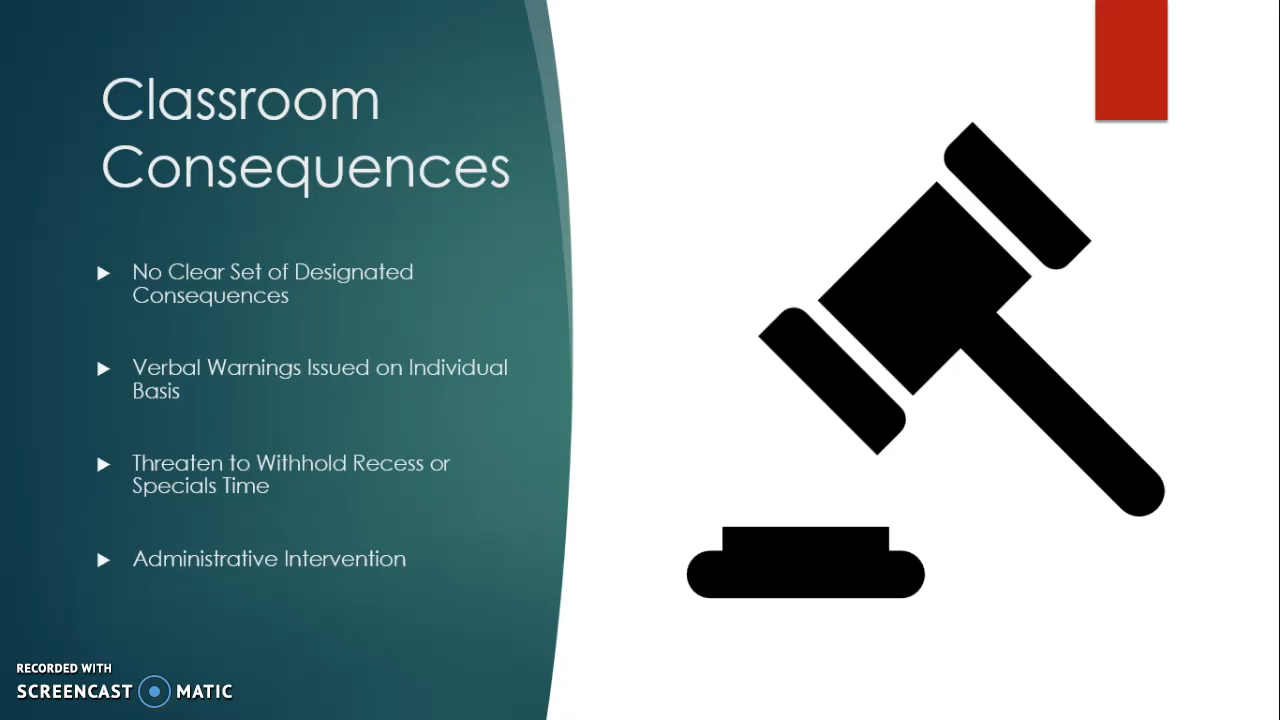 Classroom
Consequences
No Clear Set of Designated
Consequences
Verbal Warnings Issued on Individual
Basis
Threaten to Withhold Recess or
Specials Time
Administrative Intervention
RECORDED WITH
SCREENCAST MATIC